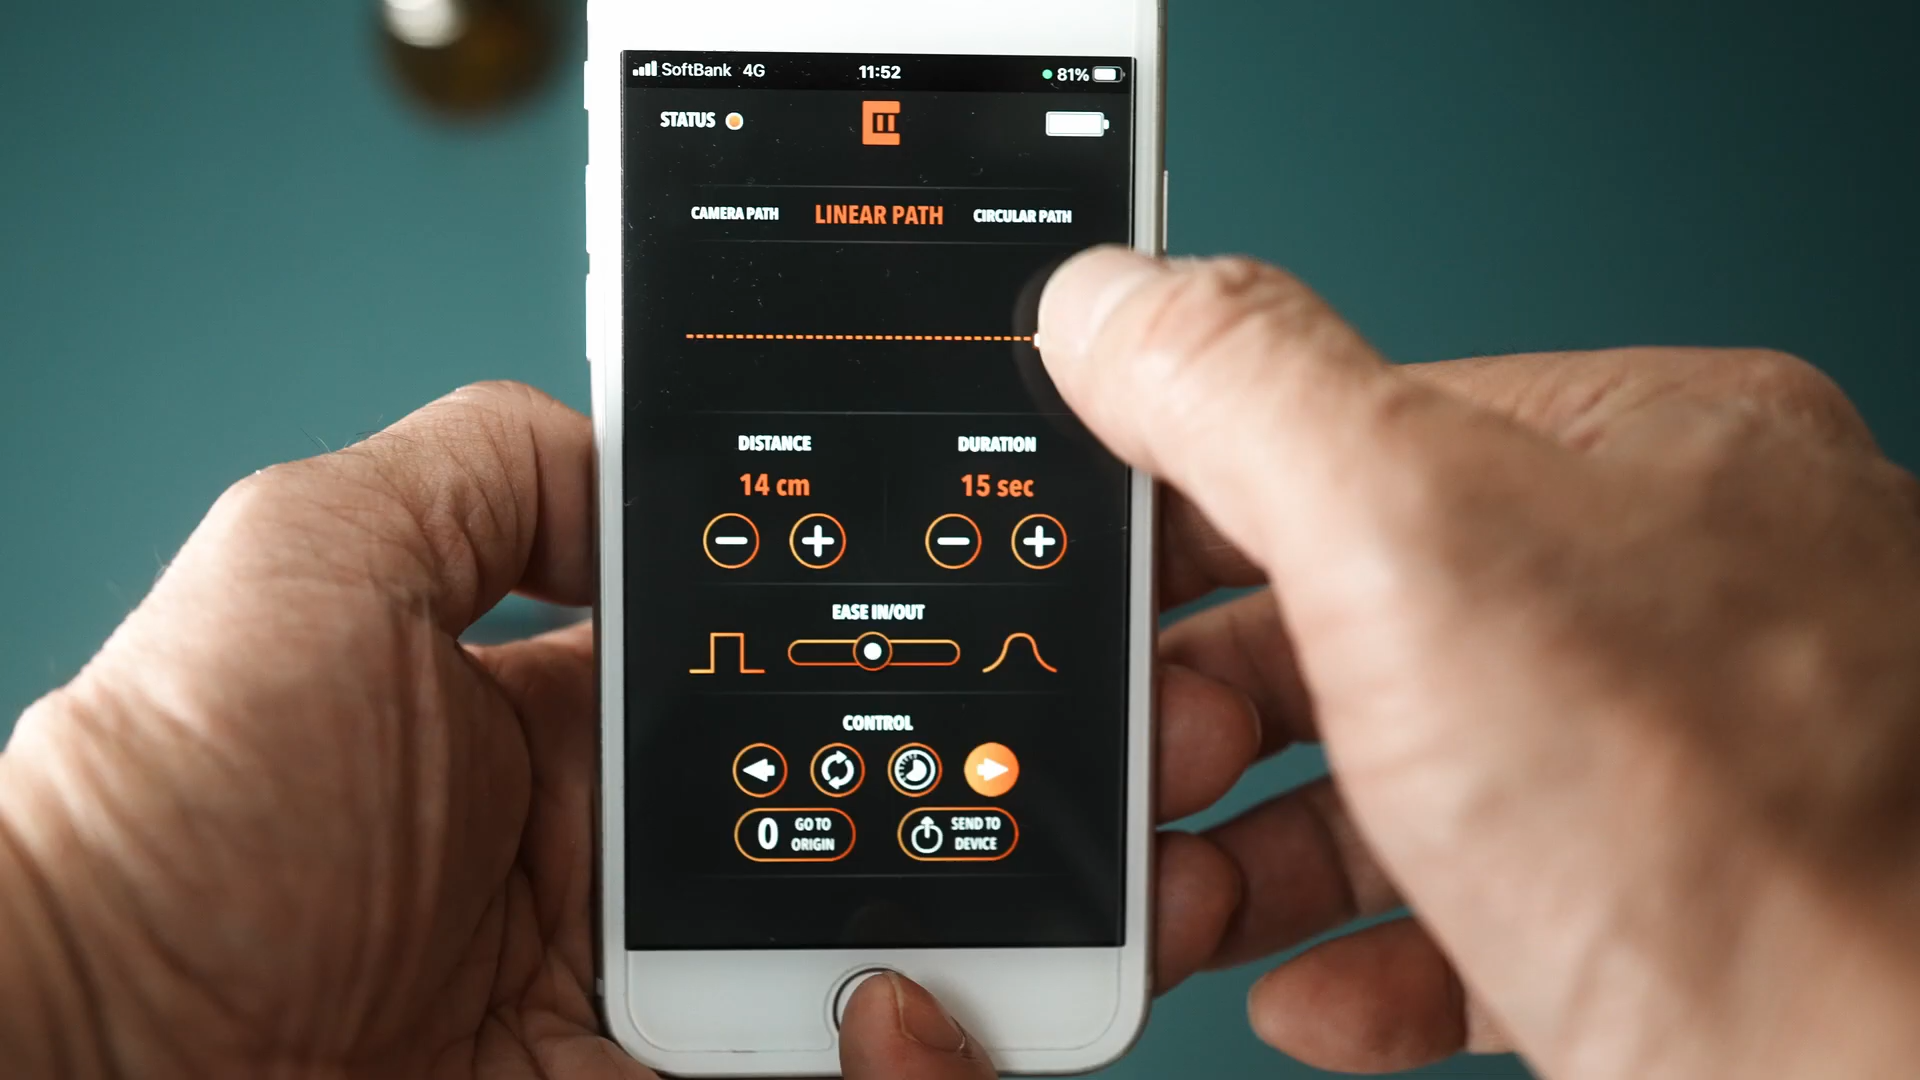 SoftBank 4G 11:52 81%
STATUS
CAMERA PATH LINEAR PATH CIRCULAR PATH
DISTANCE DURATION
14 cm 15 sec
EASE IN/OUT
CONTROL
0 GO TO ORIGIN
SEND TO DEVICE